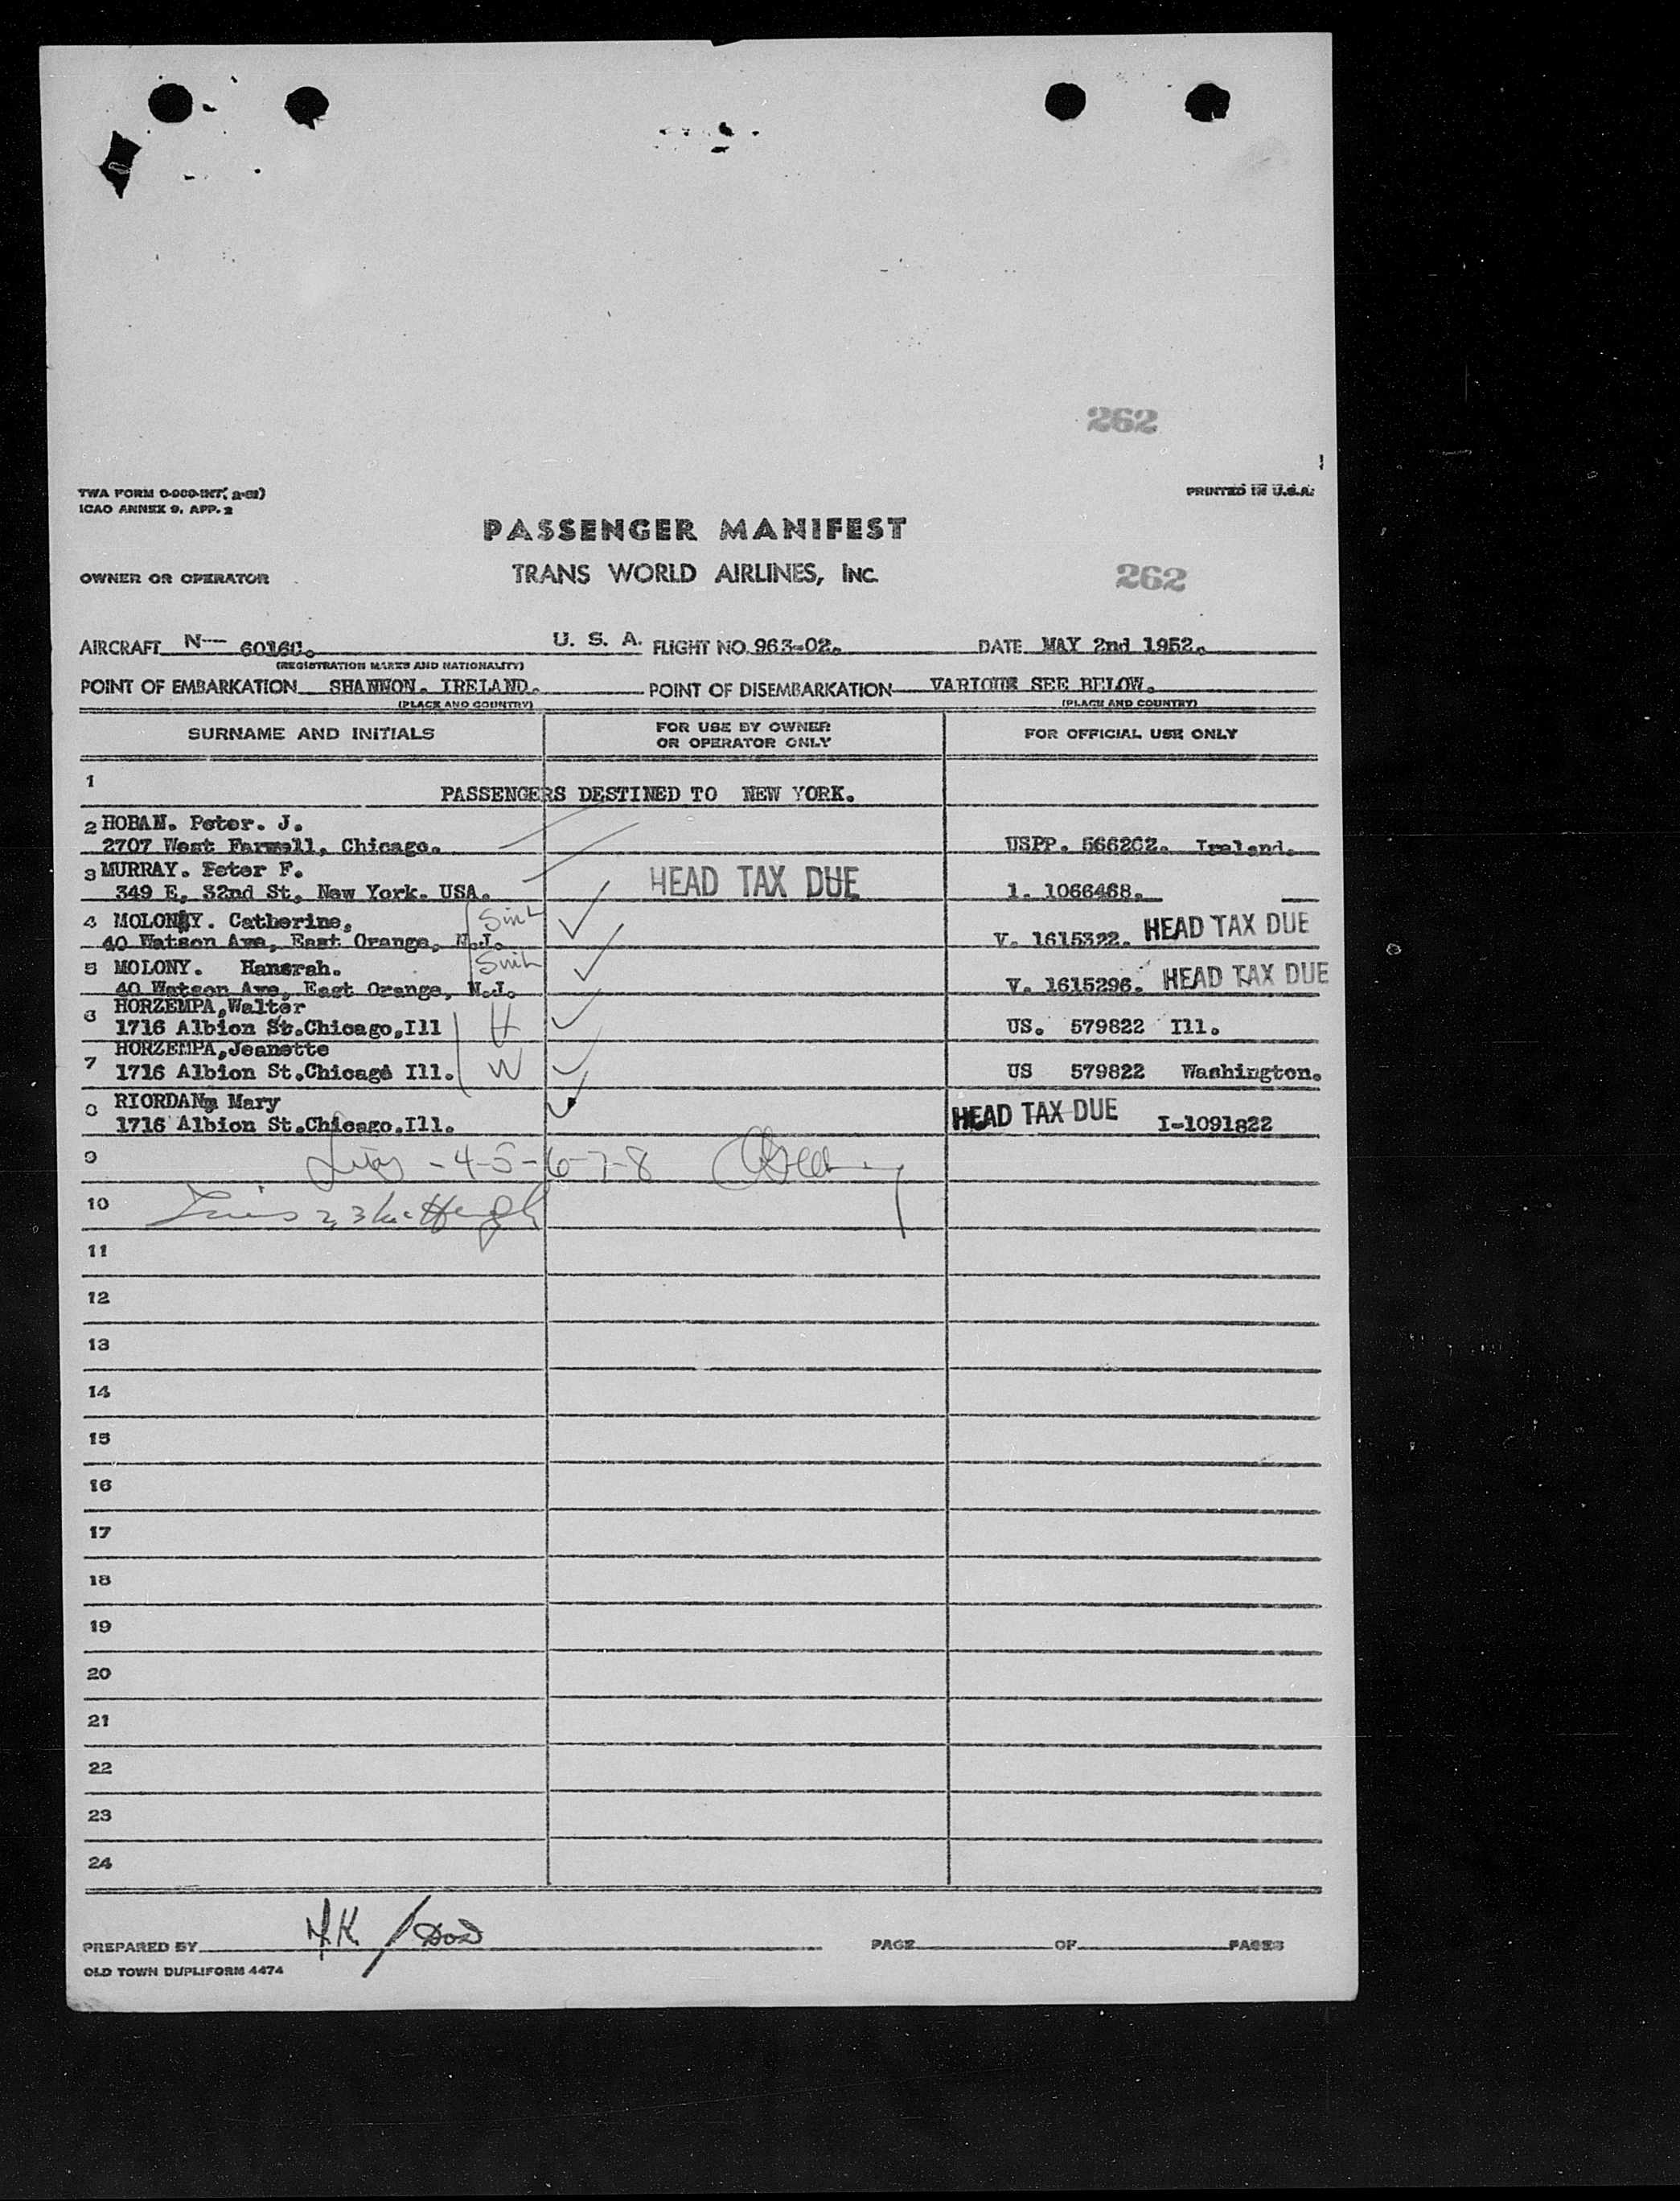 262
TWA FORM
PRINTED IN U.S.A.
ICAO ANNEX 9, APP. 2
PASSENGER MANIFEST
OWNER OR OPERATOR
TRANS WORLD AIRLINES, INC.
262
AIRCRAFT N-- 6016C. U. S. A. FLIGHT NO. 963-02. DATE MAY 2nd 1952.
(REGISTRATION MARKS AND NATIONALITY)
POINT OF EMBARKATION SHANNON. IRELAND. POINT OF DISEMBARKATION VARIOUS SEE BELOW.
(PLACE AND COUNTRY) (PLACE AND COUNTRY)
SURNAME AND INITIALS
FOR USE BY OWNER
OR OPERATOR ONLY
FOR OFFICIAL USE ONLY
1
PASSENGERS DESTINED TO NEW YORK.
2 HOBAN. Peter. J.
2707 West Farwell, Chicago. USPP. 566202. Ireland.
3 MURRAY. Peter F.
349 E, 32nd St, New York. USA. HEAD TAX DUE 1. 1066468.
4 MOLONY. Catherine,
40 Watson Ave, East Orange, N.J. V. 1615322. HEAD TAX DUE
5 MOLONY.
40 Watson Ave, East Orange, N.J. V. 1615296. HEAD TAX DUE
6 HORZEMPA,Walter
1716 Albion St.Chicago,Ill H US. 579822 Ill.
7 HORZEMPA,Jeanette
1716 Albion St.Chicago Ill. W US 579822 Washington.
8 RIORDAN, Mary
1716 Albion St.Chicago.Ill. HEAD TAX DUE I-1091822
9 -4-5-6-7-8
10 2, 3
11
12
13
14
15
16
17
18
19
20
21
22
23
24
PREPARED BY PAGE OF PAGES
OLD TOWN DUPLIFORM 4474